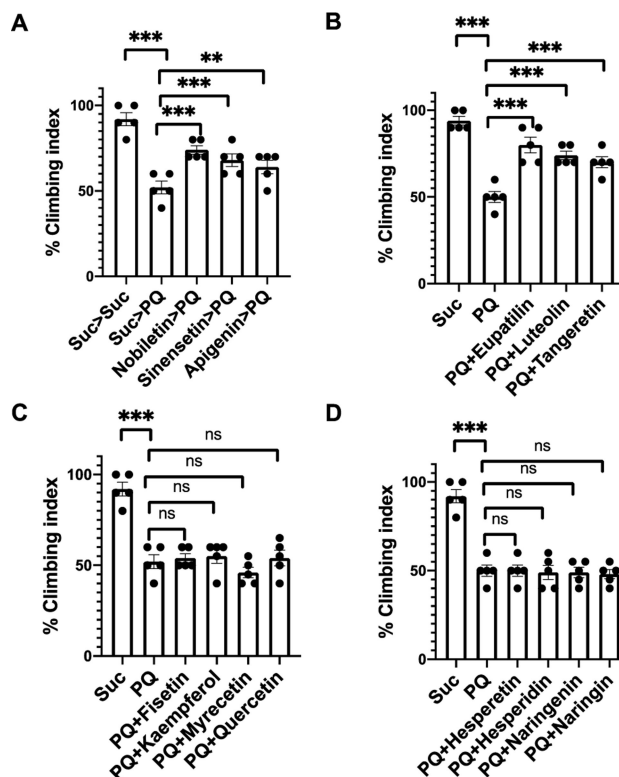 A
***
**
***
***
% Climbing index
100
50
0
Suc>Suc
Suc>PQ
Nobiletin>PQ
Sinensetin>PQ
Apigenin>PQ
B
***
***
***
***
% Climbing index
100
50
0
Suc
PQ
PQ+Eupatilin
PQ+Luteolin
PQ+Tangeretin
C
***
ns
ns
ns
ns
% Climbing index
100
50
0
Suc
PQ
PQ+Fisetin
PQ+Kaempferol
PQ+Myrecetin
PQ+Quercetin
D
***
ns
ns
ns
ns
% Climbing index
100
50
0
Suc
PQ
PQ+Hesperetin
PQ+Hesperidin
PQ+Naringenin
PQ+Naringin